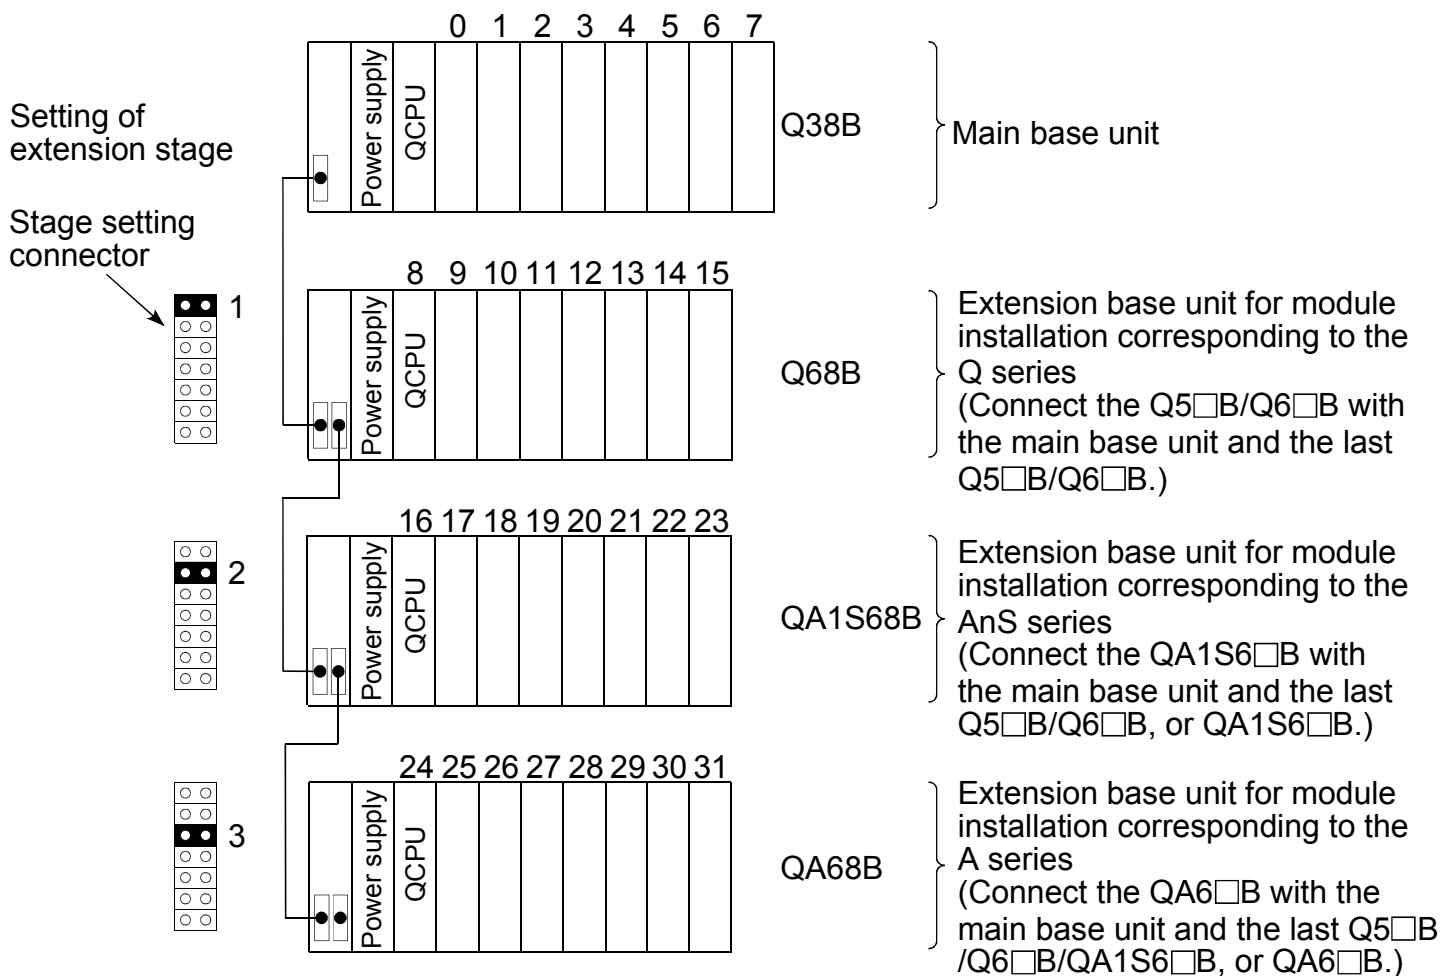 0 1 2 3 4 5 6 7
Setting of
extension stage
Power supply
QCPU
Q38B
Main base unit
Stage setting
connector
1
8 9 10 11 12 13 14 15
Power supply
QCPU
Q68B
Extension base unit for module
installation corresponding to the
Q series
(Connect the Q5□B/Q6□B with
the main base unit and the last
Q5□B/Q6□B.)
2
16 17 18 19 20 21 22 23
Power supply
QCPU
QA1S68B
Extension base unit for module
installation corresponding to the
AnS series
(Connect the QA1S6□B with
the main base unit and the last
Q5□B/Q6□B, or QA1S6□B.)
3
24 25 26 27 28 29 30 31
Power supply
QCPU
QA68B
Extension base unit for module
installation corresponding to the
A series
(Connect the QA6□B with the
main base unit and the last Q5□B
/Q6□B/QA1S6□B, or QA6□B.)